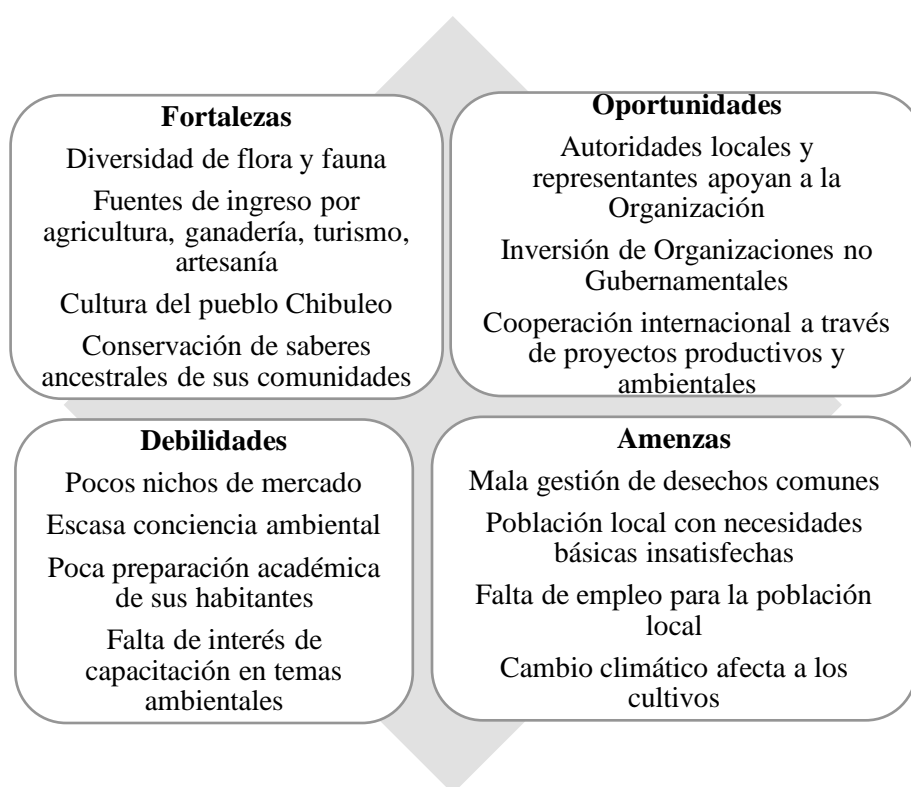 Fortalezas
Diversidad de flora y fauna
Fuentes de ingreso por
agricultura, ganadería, turismo,
artesanía
Cultura del pueblo Chibuleo
Conservación de saberes
ancestrales de sus comunidades
Oportunidades
Autoridades locales y
representantes apoyan a la
Organización
Inversión de Organizaciones no
Gubernamentales
Cooperación internacional a través
de proyectos productivos y
ambientales
Debilidades
Pocos nichos de mercado
Escasa conciencia ambiental
Poca preparación académica
de sus habitantes
Falta de interés de
capacitación en temas
ambientales
Amenzas
Mala gestión de desechos comunes
Población local con necesidades
básicas insatisfechas
Falta de empleo para la población
local
Cambio climático afecta a los
cultivos